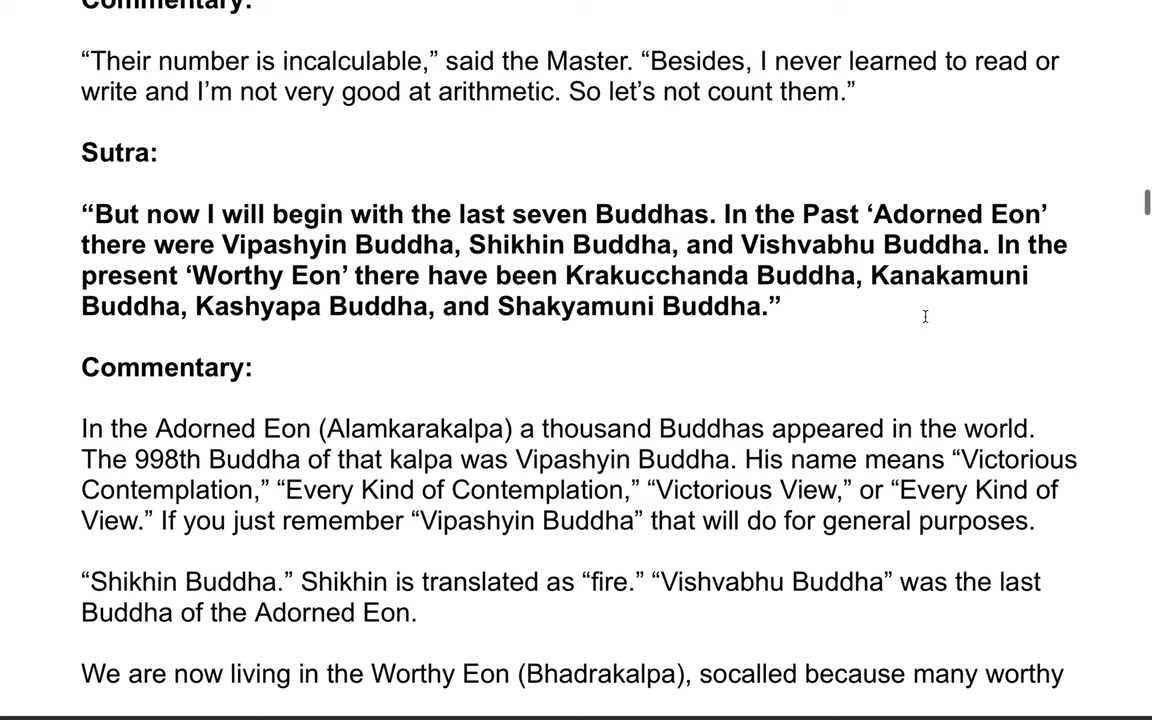 Commentary:
“Their number is incalculable,” said the Master. “Besides, I never learned to read or
write and I’m not very good at arithmetic. So let’s not count them.”
Sutra:
“But now I will begin with the last seven Buddhas. In the Past ‘Adorned Eon’
there were Vipashyin Buddha, Shikhin Buddha, and Vishvabhu Buddha. In the
present ‘Worthy Eon’ there have been Krakucchanda Buddha, Kanakamuni
Buddha, Kashyapa Buddha, and Shakyamuni Buddha.”
Commentary:
In the Adorned Eon (Alamkarakalpa) a thousand Buddhas appeared in the world.
The 998th Buddha of that kalpa was Vipashyin Buddha. His name means “Victorious
Contemplation,” “Every Kind of Contemplation,” “Victorious View,” or “Every Kind of
View.” If you just remember “Vipashyin Buddha” that will do for general purposes.
“Shikhin Buddha.” Shikhin is translated as “fire.” “Vishvabhu Buddha” was the last
Buddha of the Adorned Eon.
We are now living in the Worthy Eon (Bhadrakalpa), socalled because many worthy